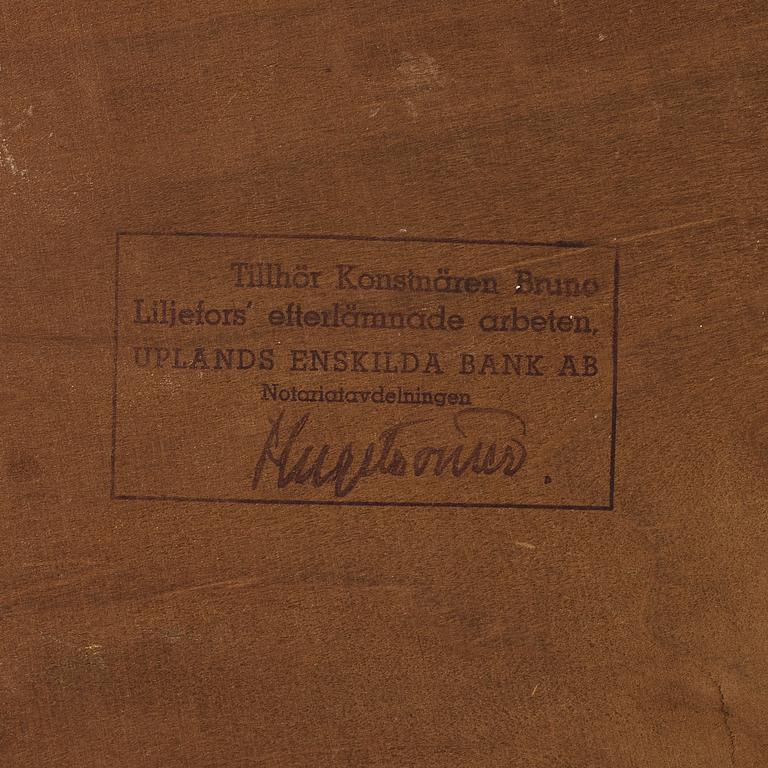 Tillhör Konstnären Bruno
Liljefors' efterlämnade arbeten,
UPLANDS ENSKILDA BANK AB
Notariatavdelningen